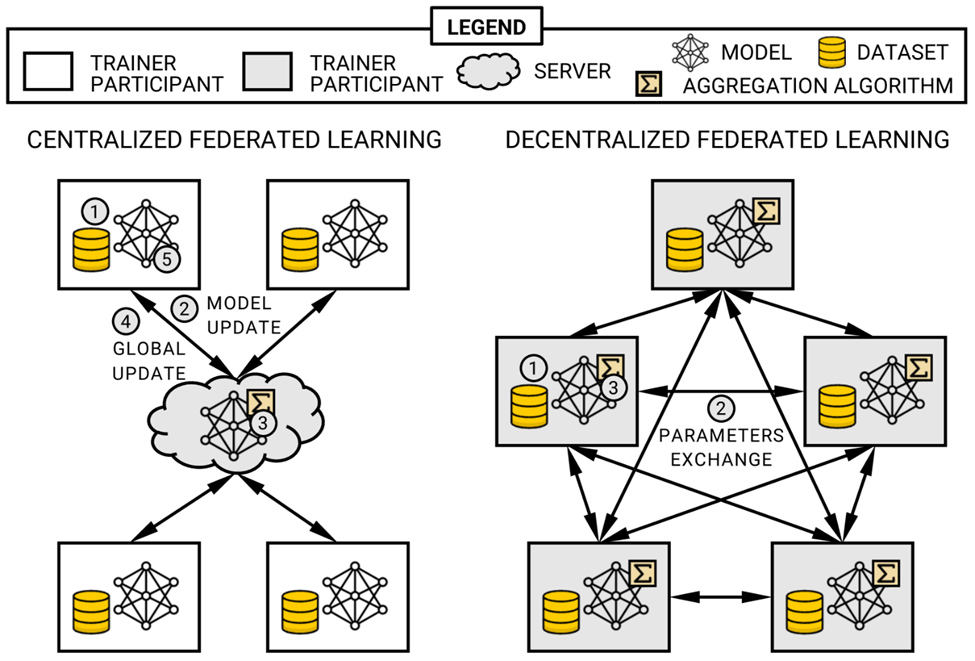 LEGEND
TRAINER
PARTICIPANT
TRAINER
PARTICIPANT
SERVER
MODEL
DATASET
Σ AGGREGATION ALGORITHM
CENTRALIZED FEDERATED LEARNING
1
5
2 MODEL
UPDATE
4
GLOBAL
UPDATE
Σ
3
DECENTRALIZED FEDERATED LEARNING
Σ
1
Σ
3
Σ
2
PARAMETERS
EXCHANGE
Σ
Σ